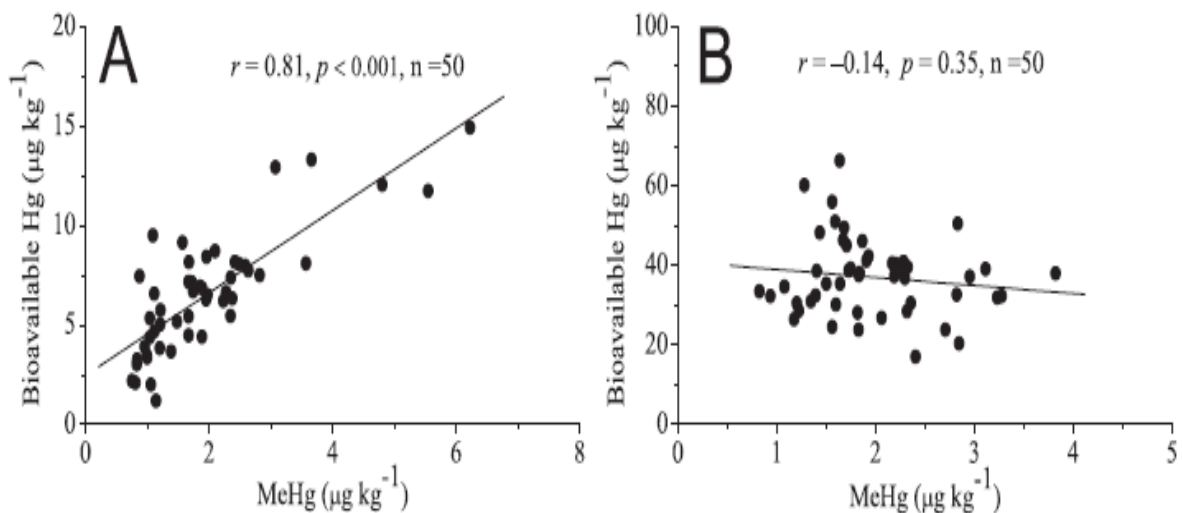 A
r = 0.81, p < 0.001, n =50
Bioavailable Hg (μg kg⁻¹)
20
15
10
5
0
0 2 4 6 8
MeHg (μg kg⁻¹)
B
r = –0.14, p = 0.35, n =50
Bioavailable Hg (μg kg⁻¹)
100
80
60
40
20
0
0 1 2 3 4 5
MeHg (μg kg⁻¹)